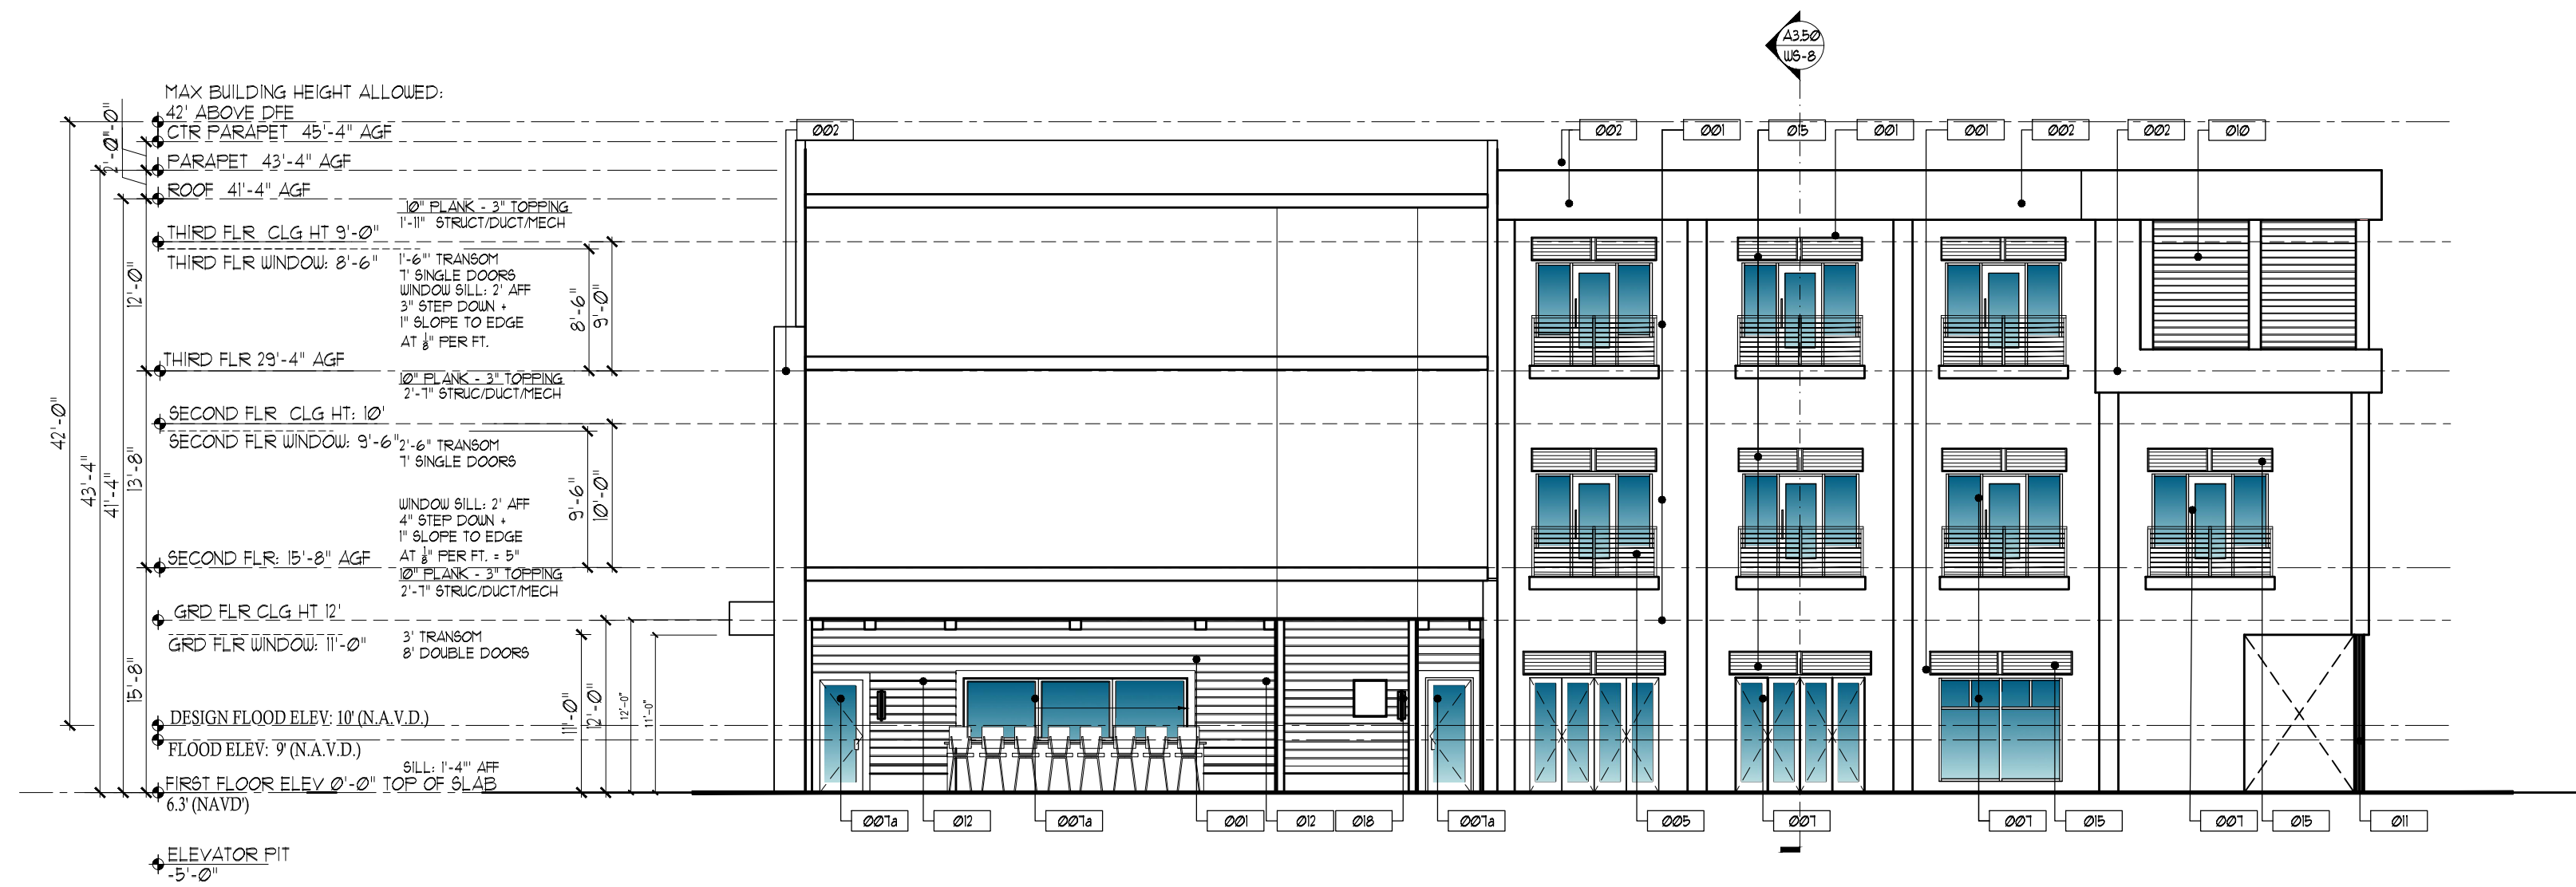 A3.50
WS-8
MAX BUILDING HEIGHT ALLOWED:
42' ABOVE DFE
CTR PARAPET 45'-4" AGF
PARAPET 43'-4" AGF
ROOF 41'-4" AGF
10" PLANK - 3" TOPPING
1'-11" STRUCT/DUCT/MECH
THIRD FLR CLG HT 9'-0"
THIRD FLR WINDOW: 8'-6"
1'-6" TRANSOM
7' SINGLE DOORS
WINDOW SILL: 2' AFF
3" STEP DOWN +
1" SLOPE TO EDGE
AT 1/8" PER FT.
THIRD FLR 29'-4" AGF
10" PLANK - 3" TOPPING
2'-7" STRUC/DUCT/MECH
SECOND FLR CLG HT: 10'
SECOND FLR WINDOW: 9'-6"
2'-6" TRANSOM
7' SINGLE DOORS
WINDOW SILL: 2' AFF
4" STEP DOWN +
1" SLOPE TO EDGE
AT 1/8" PER FT. = 5"
SECOND FLR: 15'-8" AGF
10" PLANK - 3" TOPPING
2'-7" STRUC/DUCT/MECH
GRD FLR CLG HT 12'
GRD FLR WINDOW: 11'-0"
3' TRANSOM
8' DOUBLE DOORS
DESIGN FLOOD ELEV: 10' (N.A.V.D.)
FLOOD ELEV: 9' (N.A.V.D.)
SILL: 1'-4"' AFF
FIRST FLOOR ELEV 0'-0" TOP OF SLAB
6.3' (NAVD')
ELEVATOR PIT
-5'-0"
42'-0"
43'-4"
41'-4"
12'-0"
13'-8"
15'-8"
8'-6"
9'-0"
9'-6"
10'-0"
11'-0"
12'-0"
12'-0"
11'-0"
002
002
001
015
001
001
002
002
010
007a
012
007a
001
012
018
007a
005
007
007
015
007
015
011